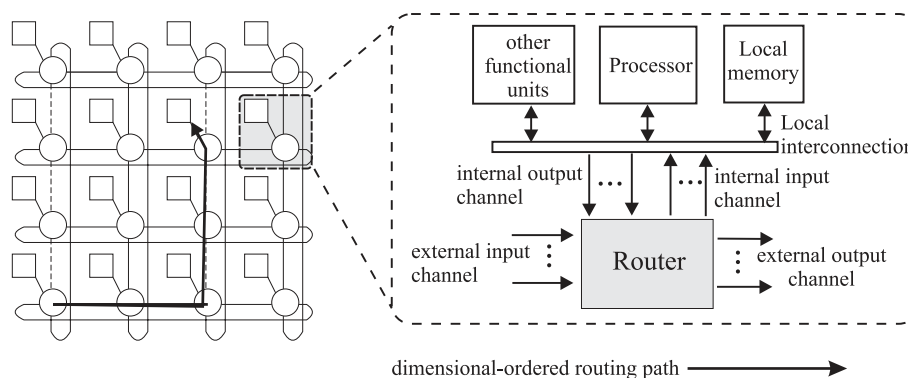 other
functional
units
Processor
Local
memory
Local
interconnection
internal output
channel
internal input
channel
external input
channel
Router
external output
channel
dimensional-ordered routing path